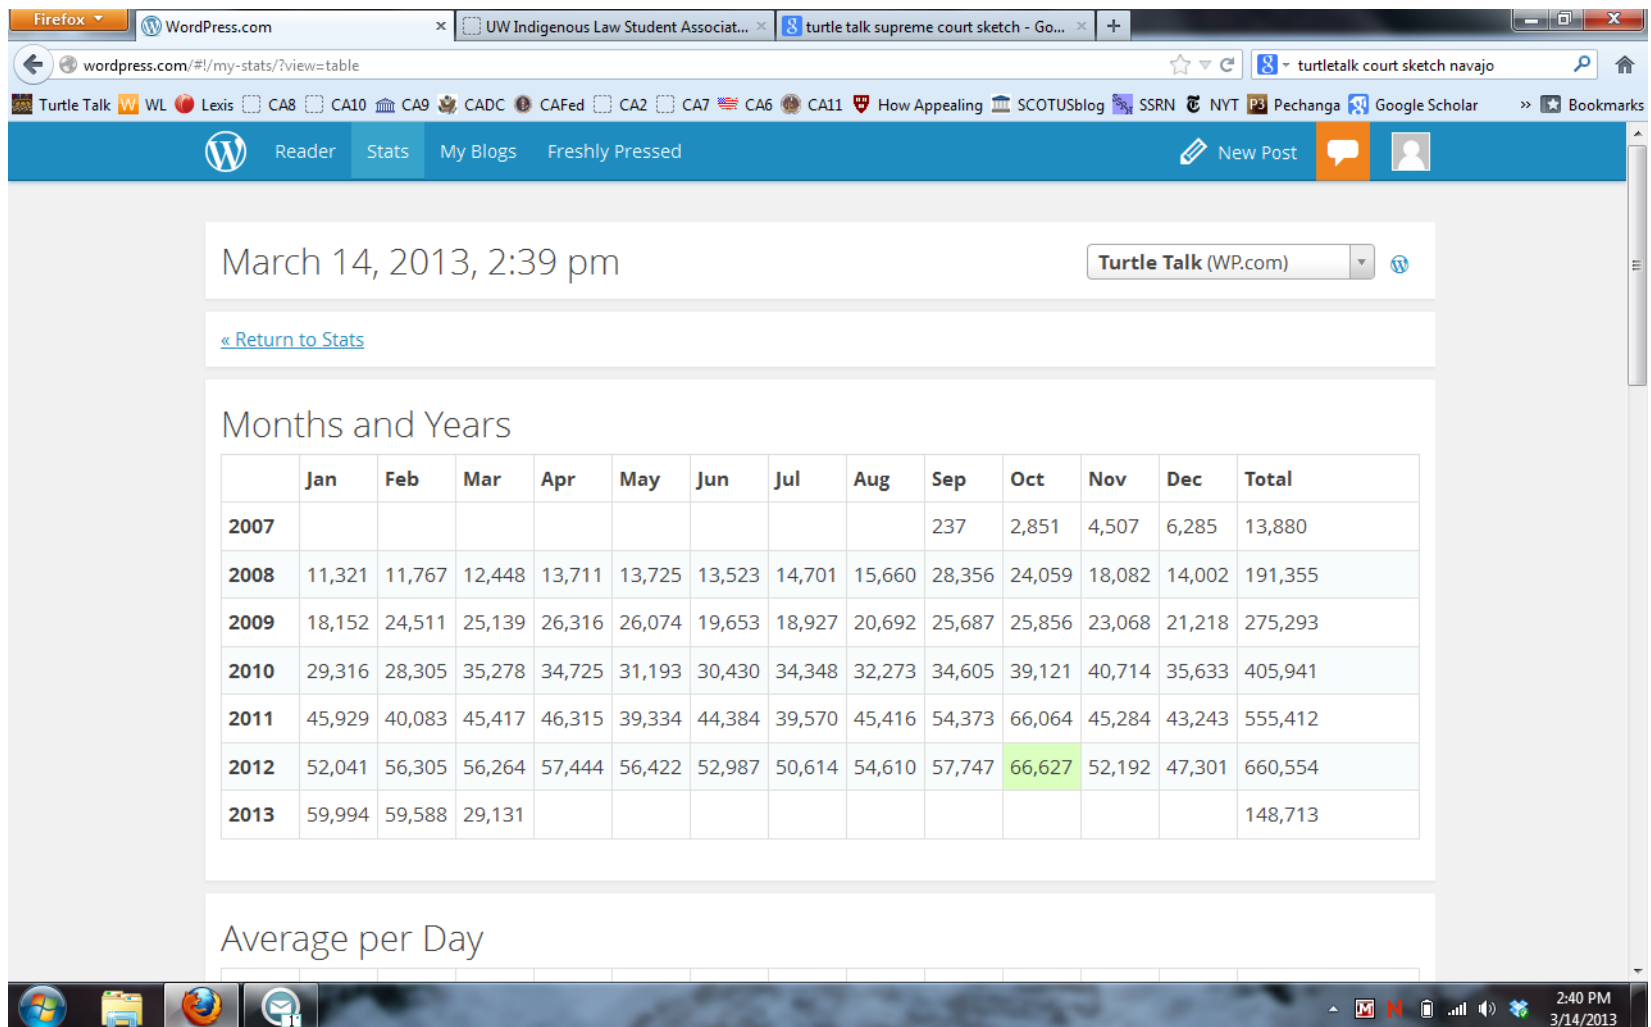 Firefox
WordPress.com
UW Indigenous Law Student Associat...
turtle talk supreme court sketch - Go...
wordpress.com/#!/my-stats/?view=table
turtletalk court sketch navajo
Turtle Talk WL Lexis CA8 CA10 CA9 CADC CAFed CA2 CA7 CA6 CA11 How Appealing SCOTUSblog SSRN NYT Pechanga Google Scholar » Bookmarks
Reader Stats My Blogs Freshly Pressed New Post
March 14, 2013, 2:39 pm
Turtle Talk (WP.com)
« Return to Stats
Months and Years
Jan Feb Mar Apr May Jun Jul Aug Sep Oct Nov Dec Total
2007 237 2,851 4,507 6,285 13,880
2008 11,321 11,767 12,448 13,711 13,725 13,523 14,701 15,660 28,356 24,059 18,082 14,002 191,355
2009 18,152 24,511 25,139 26,316 26,074 19,653 18,927 20,692 25,687 25,856 23,068 21,218 275,293
2010 29,316 28,305 35,278 34,725 31,193 30,430 34,348 32,273 34,605 39,121 40,714 35,633 405,941
2011 45,929 40,083 45,417 46,315 39,334 44,384 39,570 45,416 54,373 66,064 45,284 43,243 555,412
2012 52,041 56,305 56,264 57,444 56,422 52,987 50,614 54,610 57,747 66,627 52,192 47,301 660,554
2013 59,994 59,588 29,131 148,713
Average per Day
2:40 PM
3/14/2013